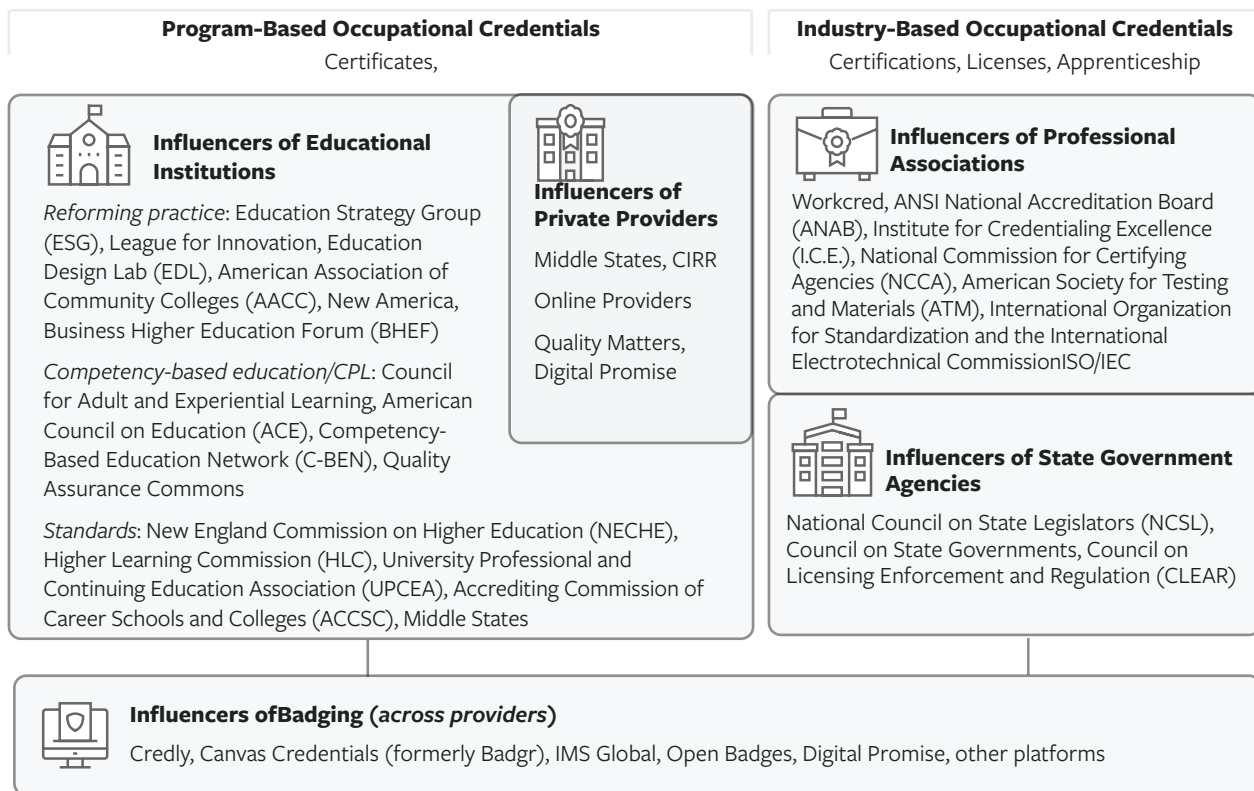 Program-Based Occupational Credentials
Certificates,
Influencers of Educational
Institutions
Reforming practice: Education Strategy Group
(ESG), League for Innovation, Education
Design Lab (EDL), American Association of
Community Colleges (AACC), New America,
Business Higher Education Forum (BHEF)
Competency-based education/CPL: Council
for Adult and Experiential Learning, American
Council on Education (ACE), Competency-
Based Education Network (C-BEN), Quality
Assurance Commons
Standards: New England Commission on Higher Education (NECHE),
Higher Learning Commission (HLC), University Professional and
Continuing Education Association (UPCEA), Accrediting Commission of
Career Schools and Colleges (ACCSC), Middle States
Influencers of
Private Providers
Middle States, CIRR
Online Providers
Quality Matters,
Digital Promise
Industry-Based Occupational Credentials
Certifications, Licenses, Apprenticeship
Influencers of Professional
Associations
Workcred, ANSI National Accreditation Board
(ANAB), Institute for Credentialing Excellence
(I.C.E.), National Commission for Certifying
Agencies (NCCA), American Society for Testing
and Materials (ATM), International Organization
for Standardization and the International
Electrotechnical CommissionISO/IEC
Influencers of State Government
Agencies
National Council on State Legislators (NCSL),
Council on State Governments, Council on
Licensing Enforcement and Regulation (CLEAR)
Influencers ofBadging (across providers)
Credly, Canvas Credentials (formerly Badgr), IMS Global, Open Badges, Digital Promise, other platforms